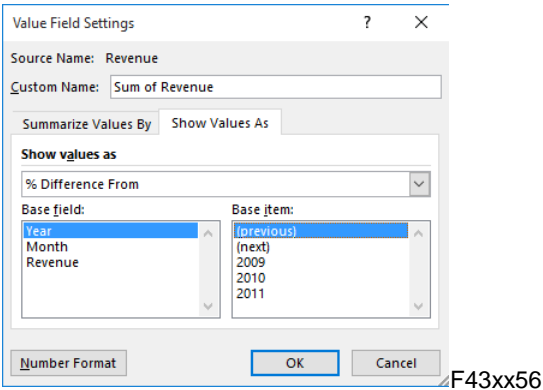 Value Field Settings ? ×
Source Name: Revenue
Custom Name: Sum of Revenue
Summarize Values By Show Values As
Show values as
% Difference From
Base field: Base item:
Year (previous)
Month (next)
Revenue 2009
2010
2011
Number Format OK Cancel
F43xx56